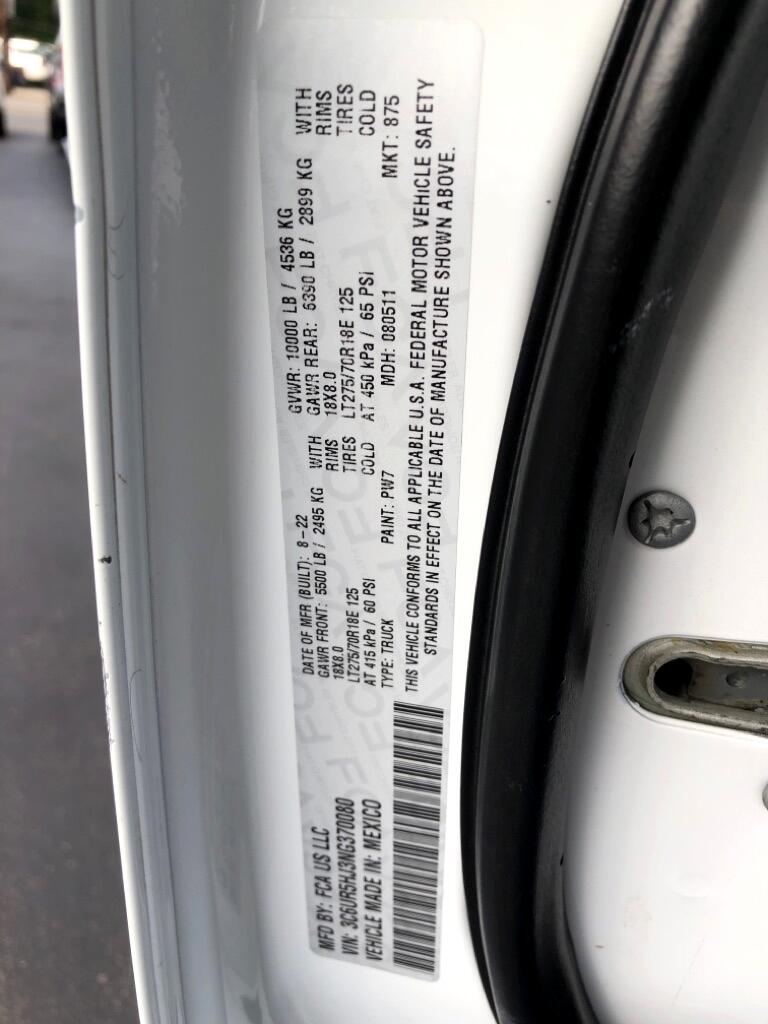 MFD BY: FCA US LLC
DATE OF MFR (BUILT): 8-22
GVWR: 10000 LB / 4536 KG
GAWR FRONT: 5500 LB / 2495 KG WITH
18X8.0 RIMS
LT275/70R18E 125 TIRES
AT 415 kPa / 60 PSI COLD
GAWR REAR: 6390 LB / 2899 KG WITH
18X8.0 RIMS
LT275/70R18E 125 TIRES
AT 450 kPa / 65 PSI COLD
VIN: 3C6UR5HJ3NG370080
TYPE: TRUCK PAINT: PW7 MDH: 080511 MKT: 875
VEHICLE MADE IN: MEXICO
THIS VEHICLE CONFORMS TO ALL APPLICABLE U.S.A. FEDERAL MOTOR VEHICLE SAFETY
STANDARDS IN EFFECT ON THE DATE OF MANUFACTURE SHOWN ABOVE.